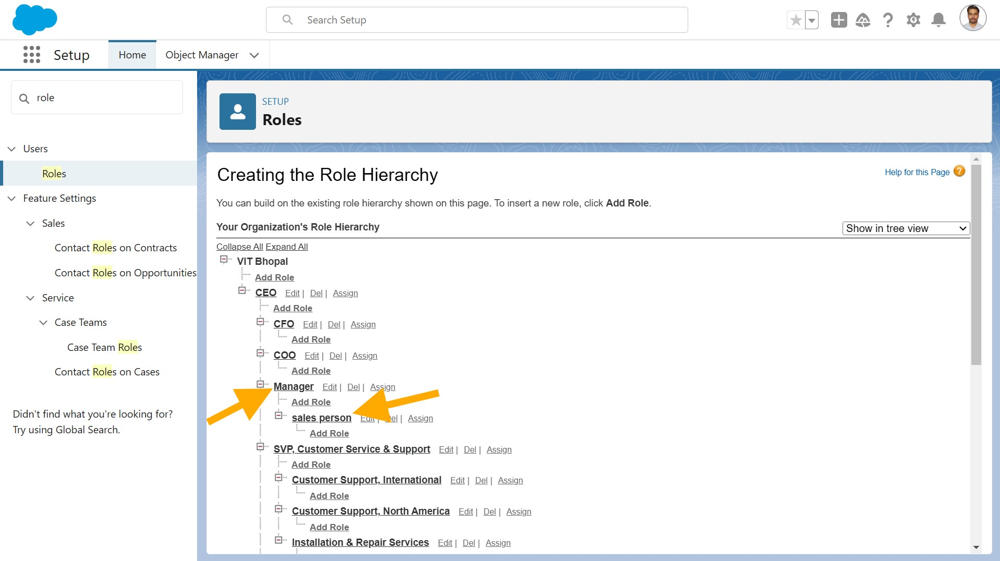 Search Setup
Setup
Home
Object Manager
role
Users
Roles
Feature Settings
Sales
Contact Roles on Contracts
Contact Roles on Opportunities
Service
Case Teams
Case Team Roles
Contact Roles on Cases
Didn't find what you're looking for?
Try using Global Search.
SETUP
Roles
Creating the Role Hierarchy
Help for this Page ?
You can build on the existing role hierarchy shown on this page. To insert a new role, click Add Role.
Your Organization's Role Hierarchy
Show in tree view
Collapse All Expand All
VIT Bhopal
Add Role
CEO Edit | Del | Assign
Add Role
CFO Edit | Del | Assign
Add Role
COO Edit | Del | Assign
Add Role
Manager Edit | Del | Assign
Add Role
sales person Edit | Del | Assign
Add Role
SVP, Customer Service & Support Edit | Del | Assign
Add Role
Customer Support, International Edit | Del | Assign
Add Role
Customer Support, North America Edit | Del | Assign
Add Role
Installation & Repair Services Edit | Del | Assign